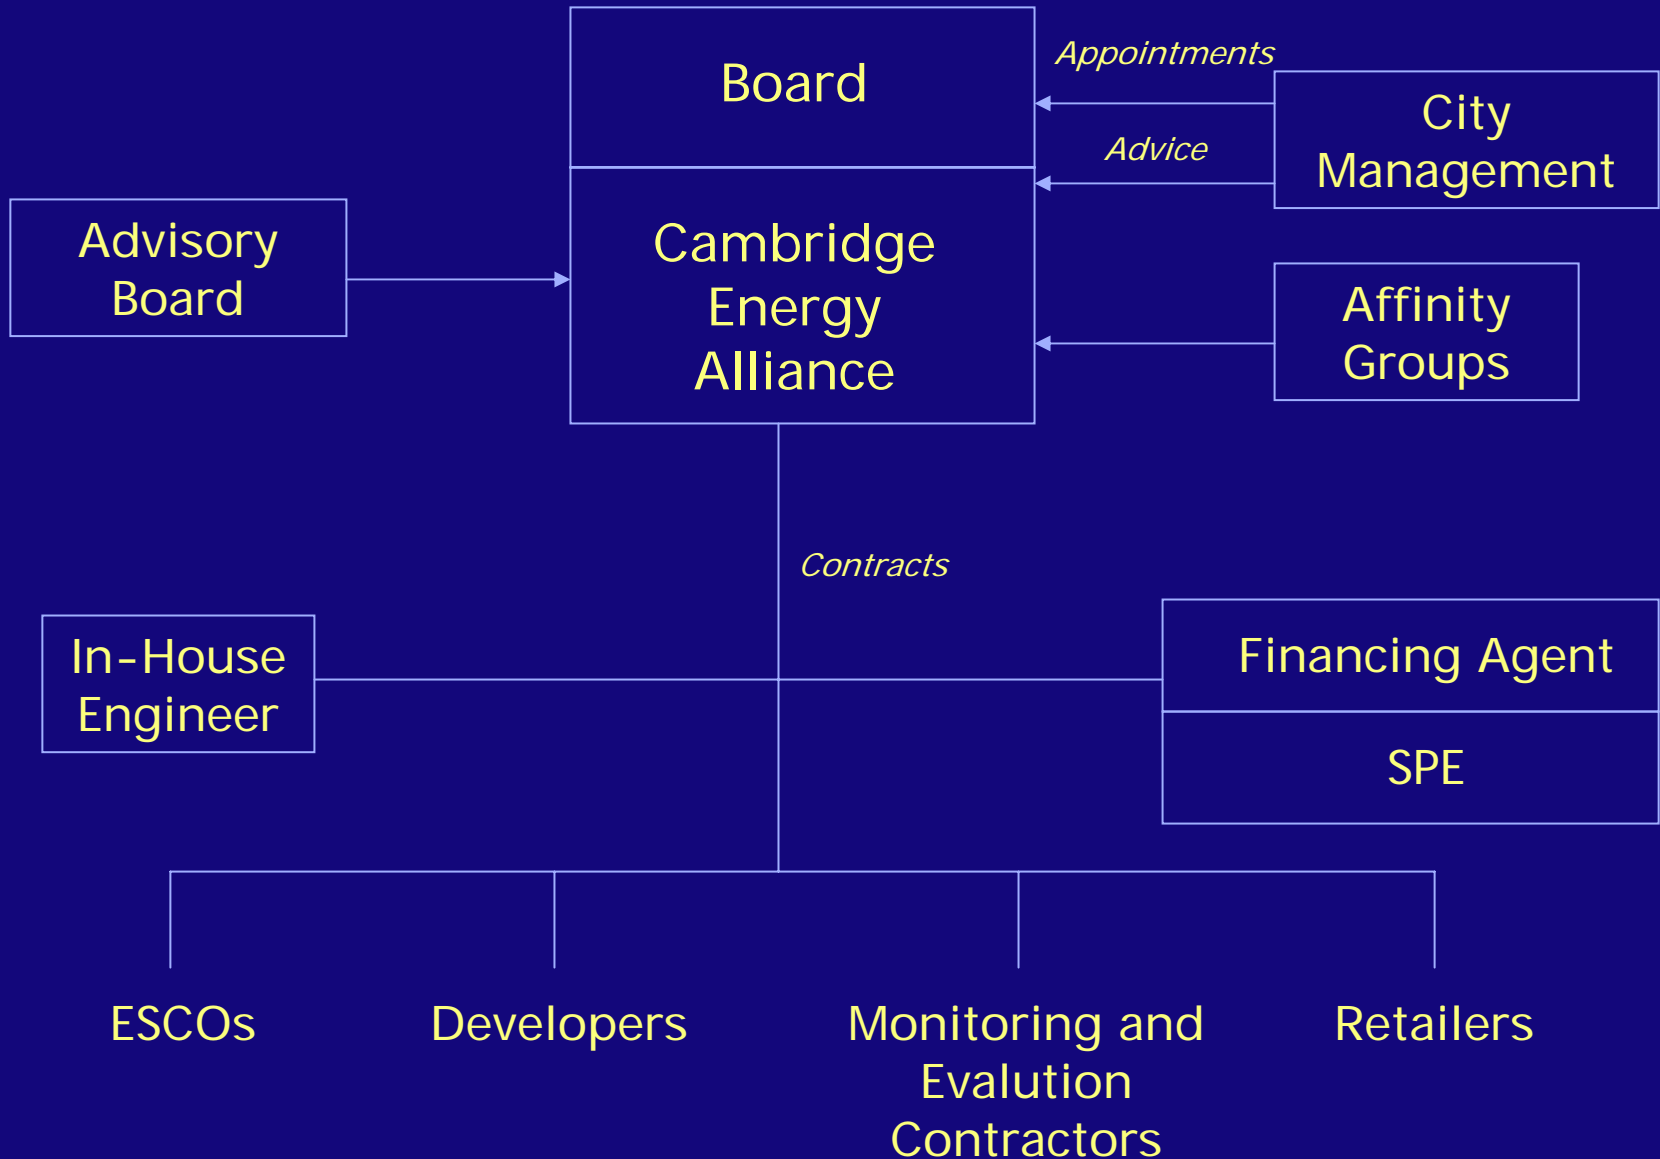 Board
Appointments
City
Management
Advice
Advisory
Board
Cambridge
Energy
Alliance
Affinity
Groups
Contracts
In-House
Engineer
Financing Agent
SPE
ESCOs
Developers
Monitoring and
Evalution
Contractors
Retailers